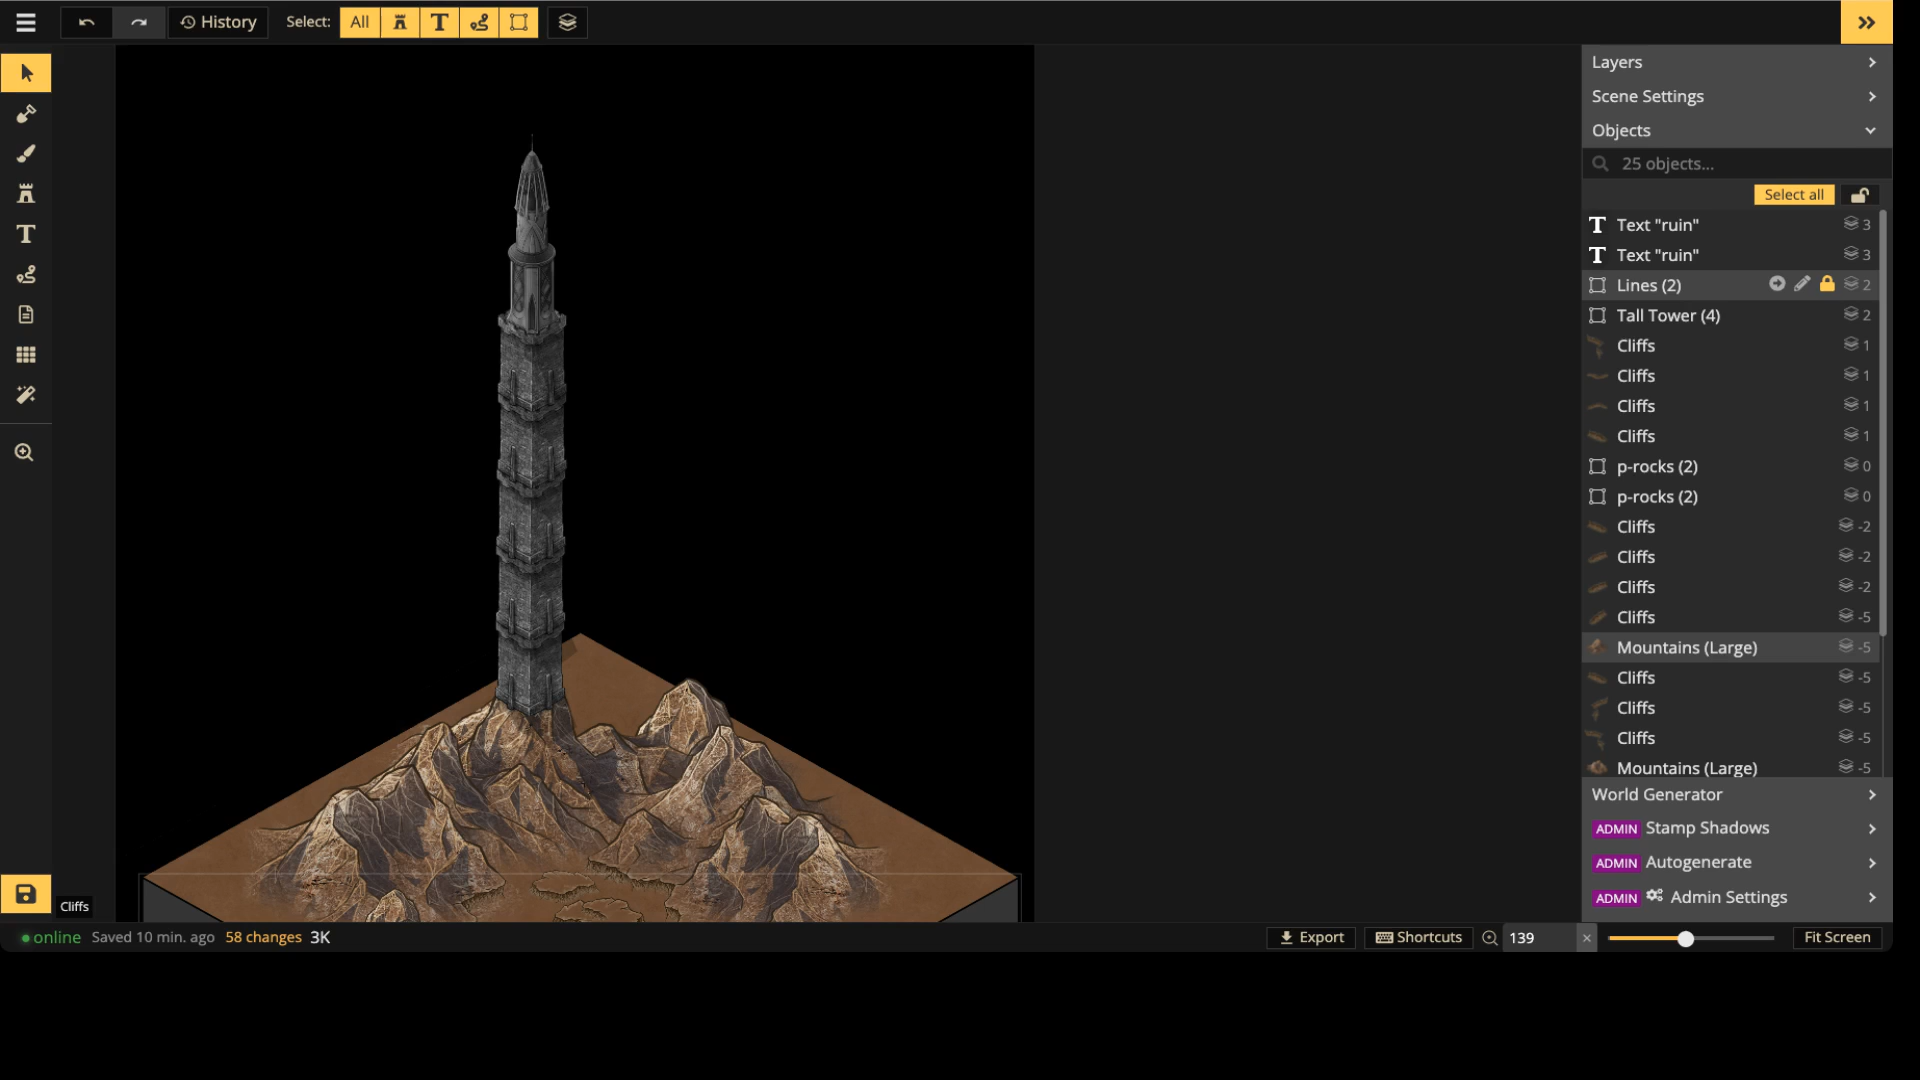 History
Select:
All
T
Layers
Scene Settings
Objects
25 objects...
Select all
T Text "ruin" 3
T Text "ruin" 3
Lines (2) 2
Tall Tower (4) 2
Cliffs 1
Cliffs 1
Cliffs 1
Cliffs 1
p-rocks (2) 0
p-rocks (2) 0
Cliffs -2
Cliffs -2
Cliffs -2
Cliffs -5
Mountains (Large) -5
Cliffs -5
Cliffs -5
Cliffs -5
Mountains (Large) -5
World Generator
ADMIN Stamp Shadows
ADMIN Autogenerate
ADMIN Admin Settings
T
Cliffs
online Saved 10 min. ago 58 changes 3K
Export
Shortcuts
139
Fit Screen